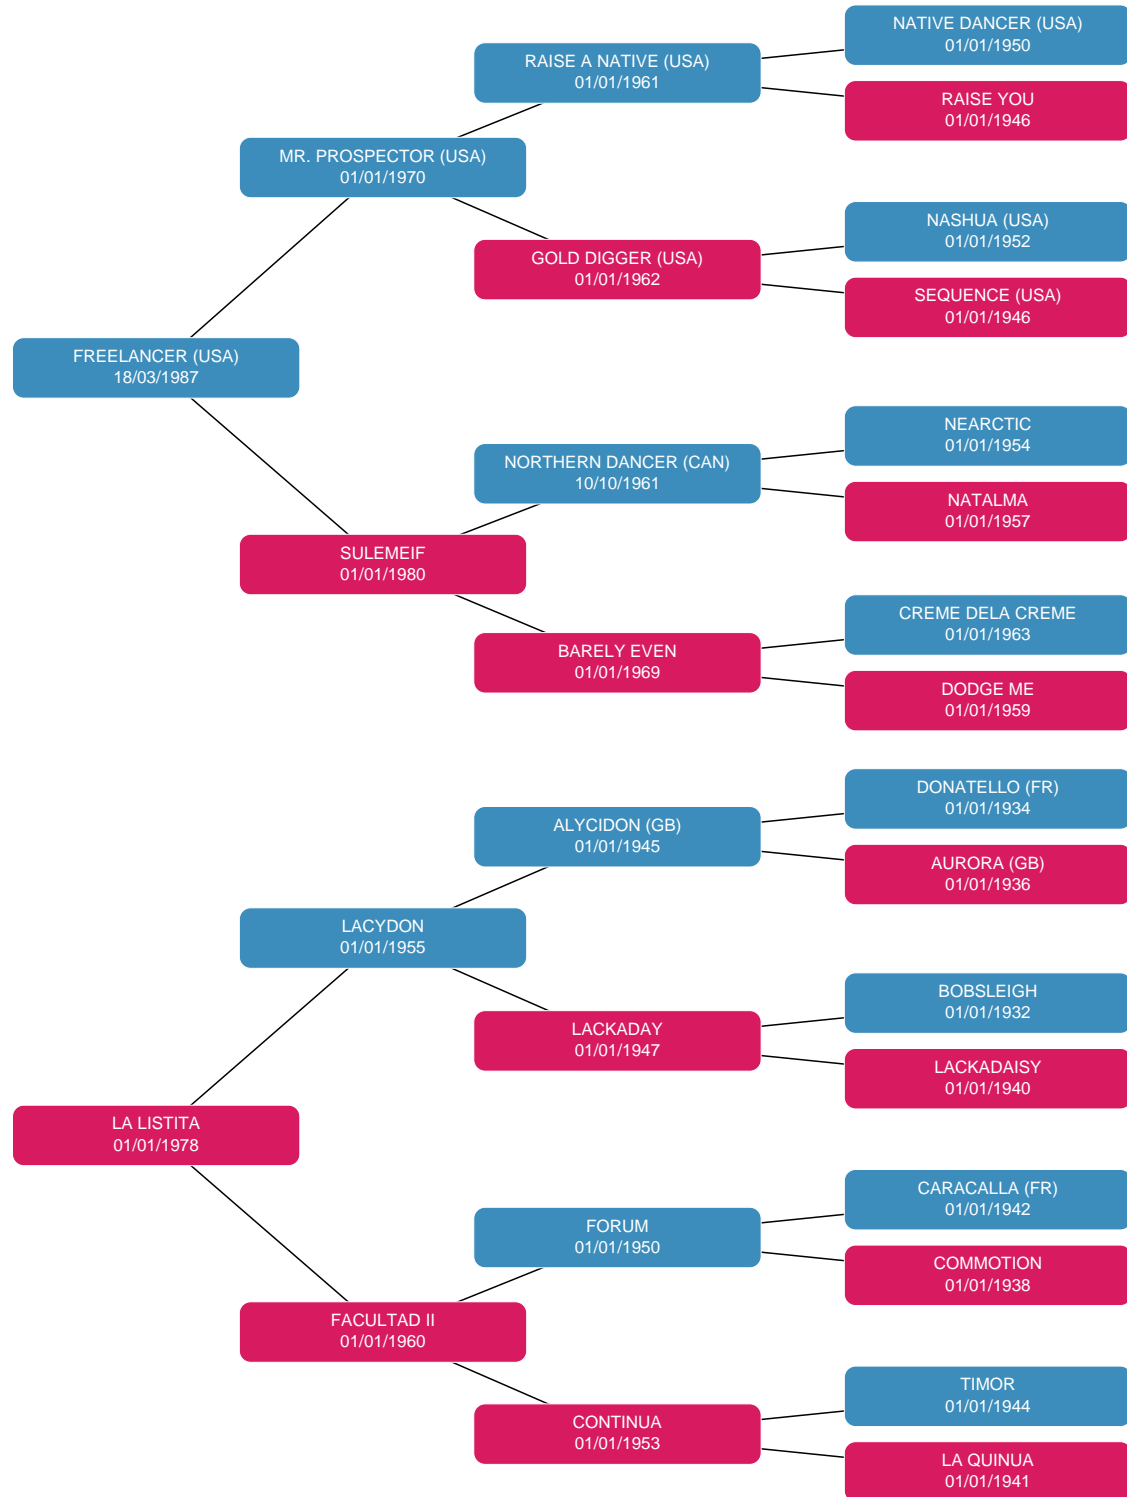 NATIVE DANCER (USA)
01/01/1950
RAISE A NATIVE (USA)
01/01/1961
RAISE YOU
01/01/1946
MR. PROSPECTOR (USA)
01/01/1970
NASHUA (USA)
01/01/1952
GOLD DIGGER (USA)
01/01/1962
SEQUENCE (USA)
01/01/1946
FREELANCER (USA)
18/03/1987
NEARCTIC
01/01/1954
NORTHERN DANCER (CAN)
10/10/1961
NATALMA
01/01/1957
SULEMEIF
01/01/1980
CREME DELA CREME
01/01/1963
BARELY EVEN
01/01/1969
DODGE ME
01/01/1959
DONATELLO (FR)
01/01/1934
ALYCIDON (GB)
01/01/1945
AURORA (GB)
01/01/1936
LACYDON
01/01/1955
BOBSLEIGH
01/01/1932
LACKADAY
01/01/1947
LACKADAISY
01/01/1940
LA LISTITA
01/01/1978
CARACALLA (FR)
01/01/1942
FORUM
01/01/1950
COMMOTION
01/01/1938
FACULTAD II
01/01/1960
TIMOR
01/01/1944
CONTINUA
01/01/1953
LA QUINUA
01/01/1941